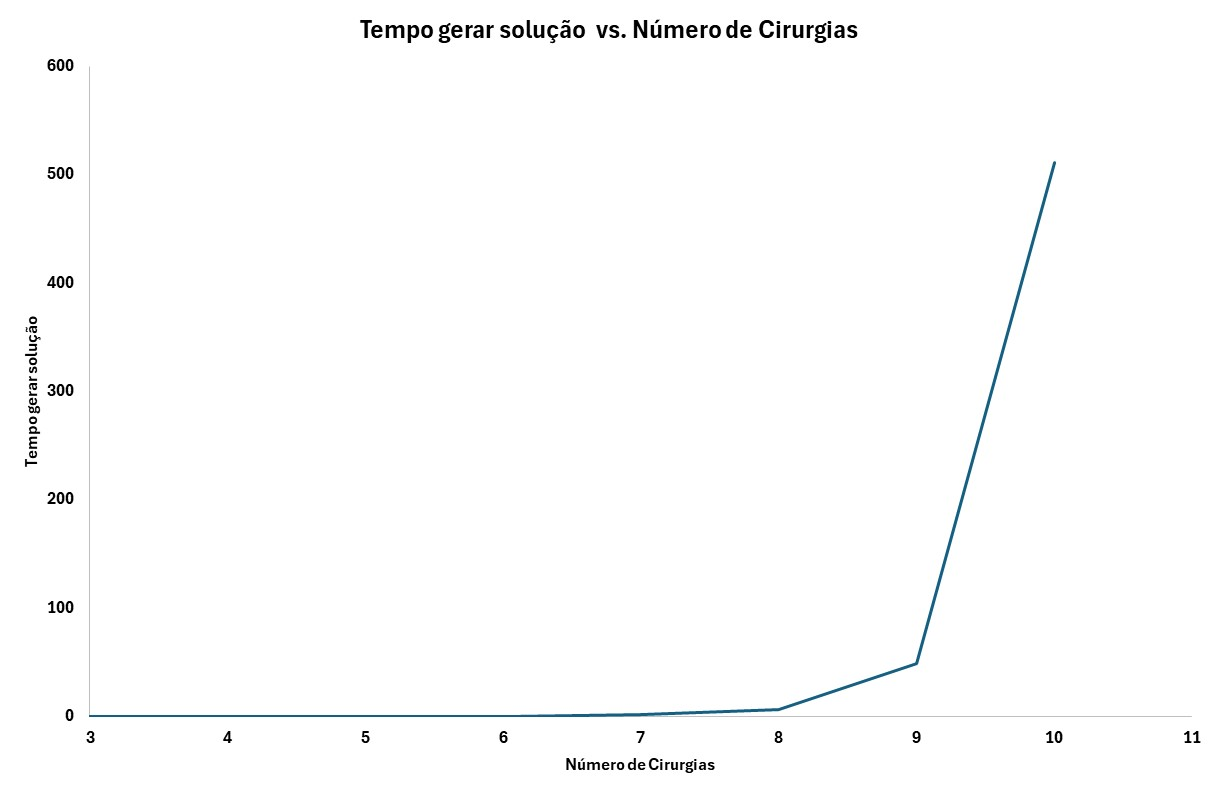 Tempo gerar solução vs. Número de Cirurgias
600
500
400
300
200
100
0
Tempo gerar solução
3 4 5 6 7 8 9 10 11
Número de Cirurgias